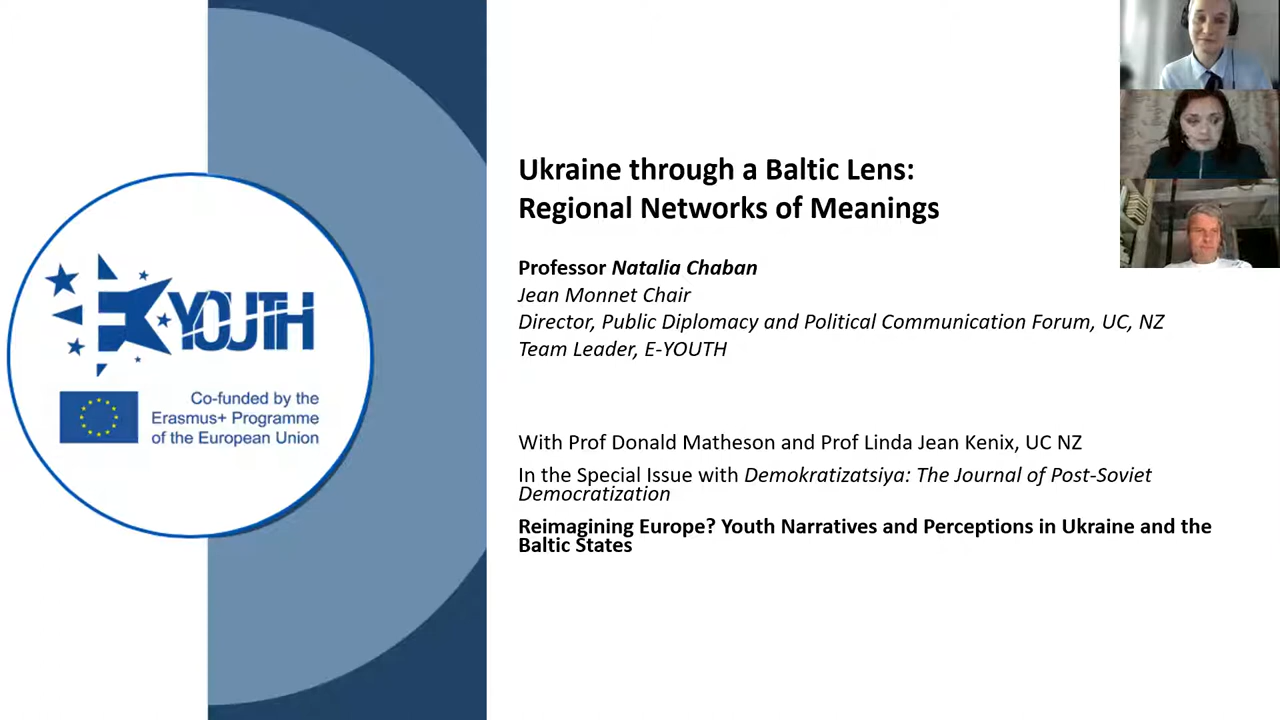 Ukraine through a Baltic Lens:
Regional Networks of Meanings
Professor Natalia Chaban
Jean Monnet Chair
Director, Public Diplomacy and Political Communication Forum, UC, NZ
Team Leader, E-YOUTH
E-YOUTH
Co-funded by the
Erasmus+ Programme
of the European Union
With Prof Donald Matheson and Prof Linda Jean Kenix, UC NZ
In the Special Issue with Demokratizatsiya: The Journal of Post-Soviet
Democratization
Reimagining Europe? Youth Narratives and Perceptions in Ukraine and the
Baltic States